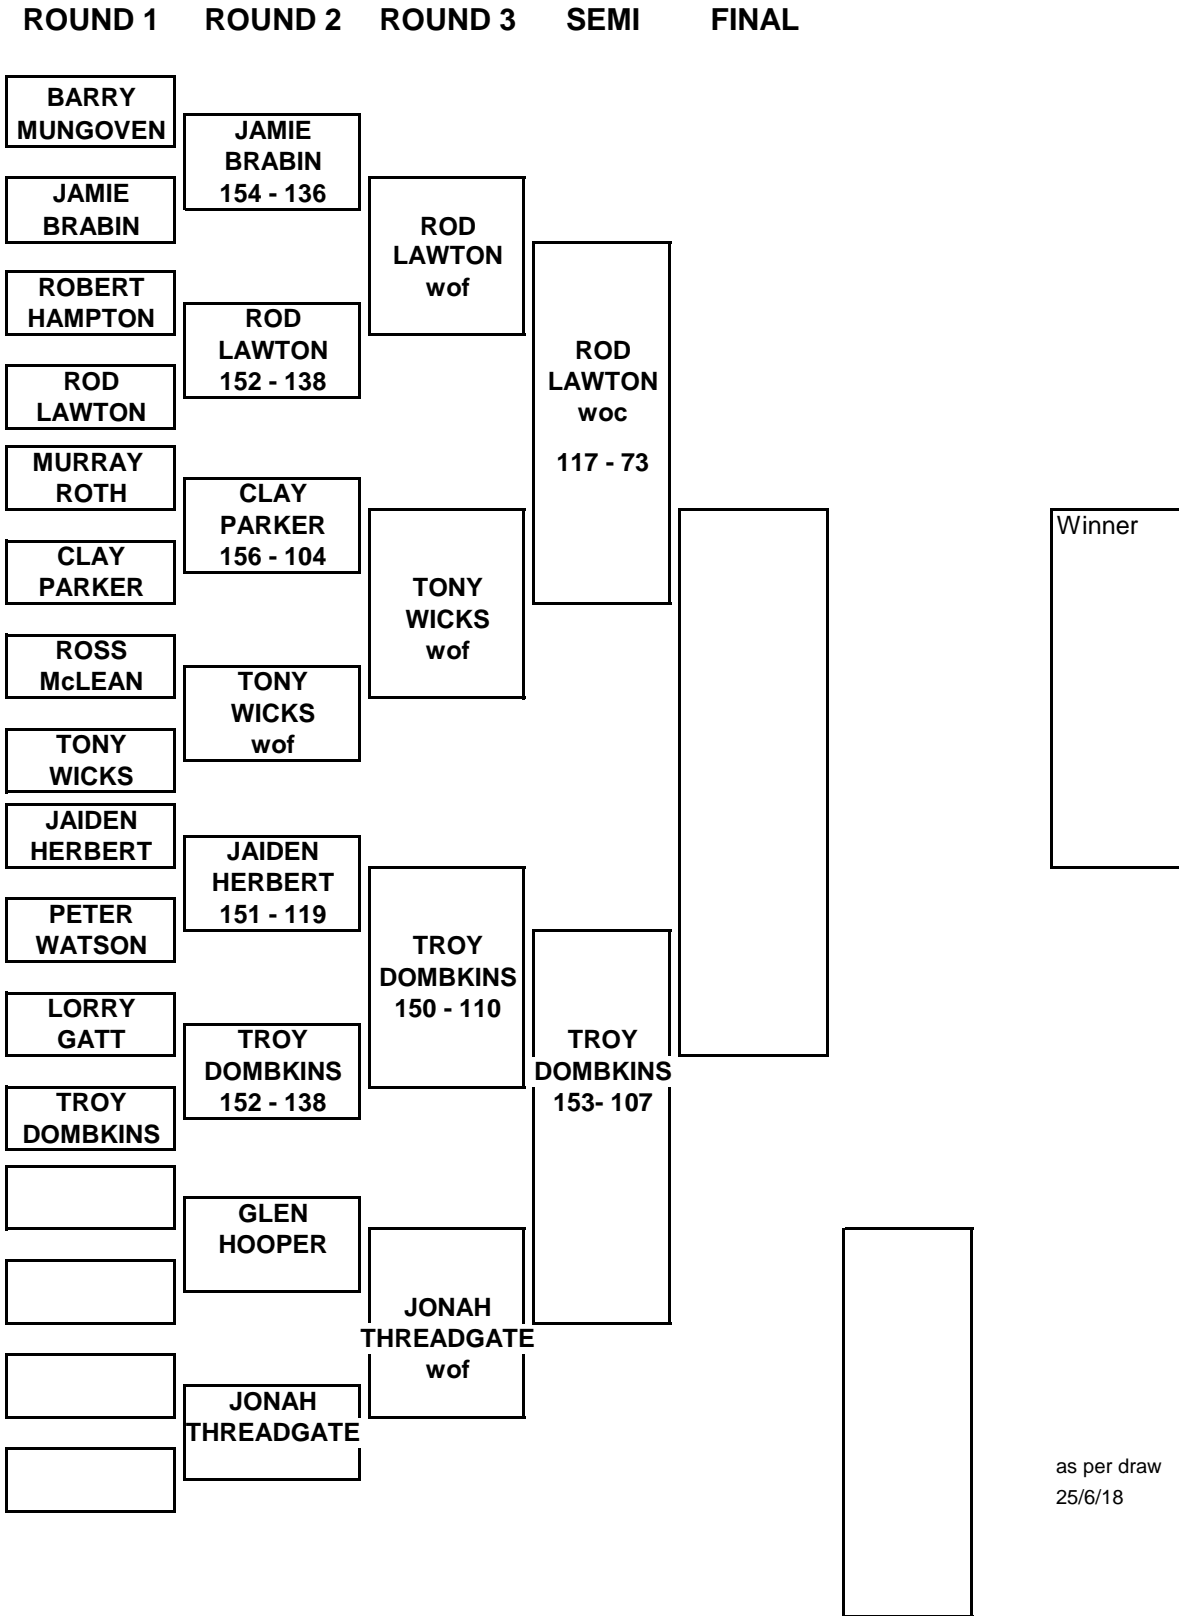 ROUND 1 ROUND 2 ROUND 3 SEMI FINAL
BARRY
MUNGOVEN
JAMIE
BRABIN
ROBERT
HAMPTON
ROD
LAWTON
MURRAY
ROTH
CLAY
PARKER
ROSS
McLEAN
TONY
WICKS
JAIDEN
HERBERT
PETER
WATSON
LORRY
GATT
TROY
DOMBKINS
JAMIE
BRABIN
154 - 136
ROD
LAWTON
152 - 138
CLAY
PARKER
156 - 104
TONY
WICKS
wof
JAIDEN
HERBERT
151 - 119
TROY
DOMBKINS
152 - 138
GLEN
HOOPER
JONAH
THREADGATE
ROD
LAWTON
wof
TONY
WICKS
wof
TROY
DOMBKINS
150 - 110
JONAH
THREADGATE
wof
ROD
LAWTON
woc
117 - 73
TROY
DOMBKINS
153- 107
Winner
as per draw
25/6/18